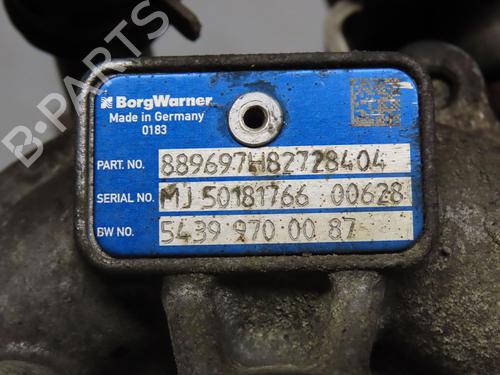 BorgWarner
Made in Germany
0183
PART. NO. 889697H82728404
SERIAL NO. MJ 50181766 00628
BW NO. 5439 970 00 87
B-PARTS